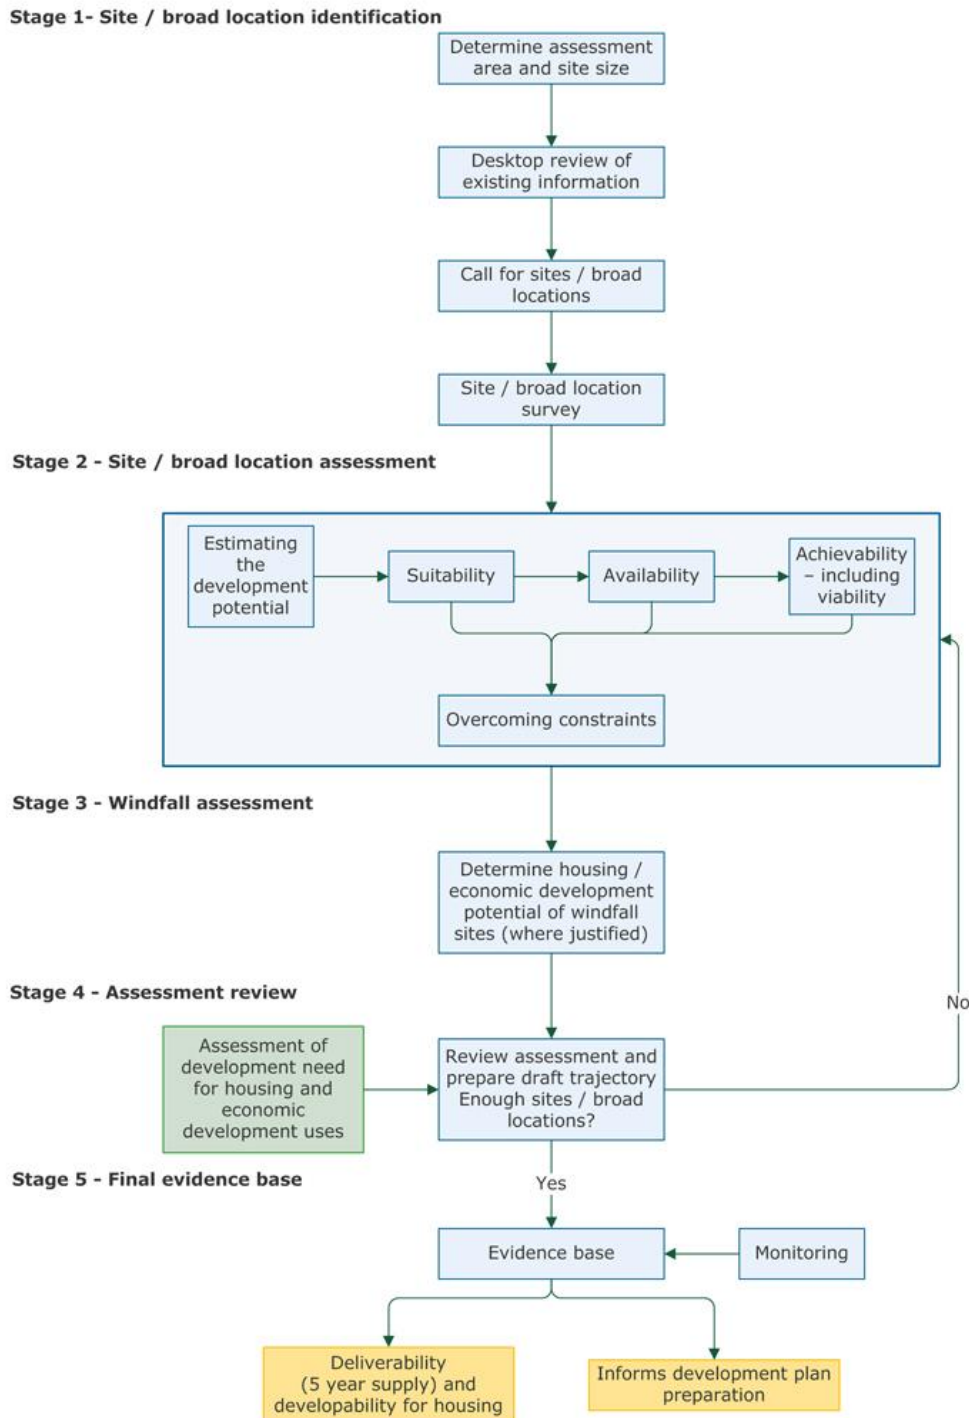 Stage 1- Site / broad location identification
Determine assessment
area and site size
Desktop review of
existing information
Call for sites / broad
locations
Site / broad location
survey
Stage 2 - Site / broad location assessment
Estimating
the
development
potential
Suitability
Availability
Achievability
– including
viability
Overcoming constraints
Stage 3 - Windfall assessment
Determine housing /
economic development
potential of windfall
sites (where justified)
Stage 4 - Assessment review
No
Assessment of
development need
for housing and
economic
development uses
Review assessment and
prepare draft trajectory
Enough sites / broad
locations?
Stage 5 - Final evidence base
Yes
Evidence base
Monitoring
Deliverability
(5 year supply) and
developability for housing
Informs development plan
preparation